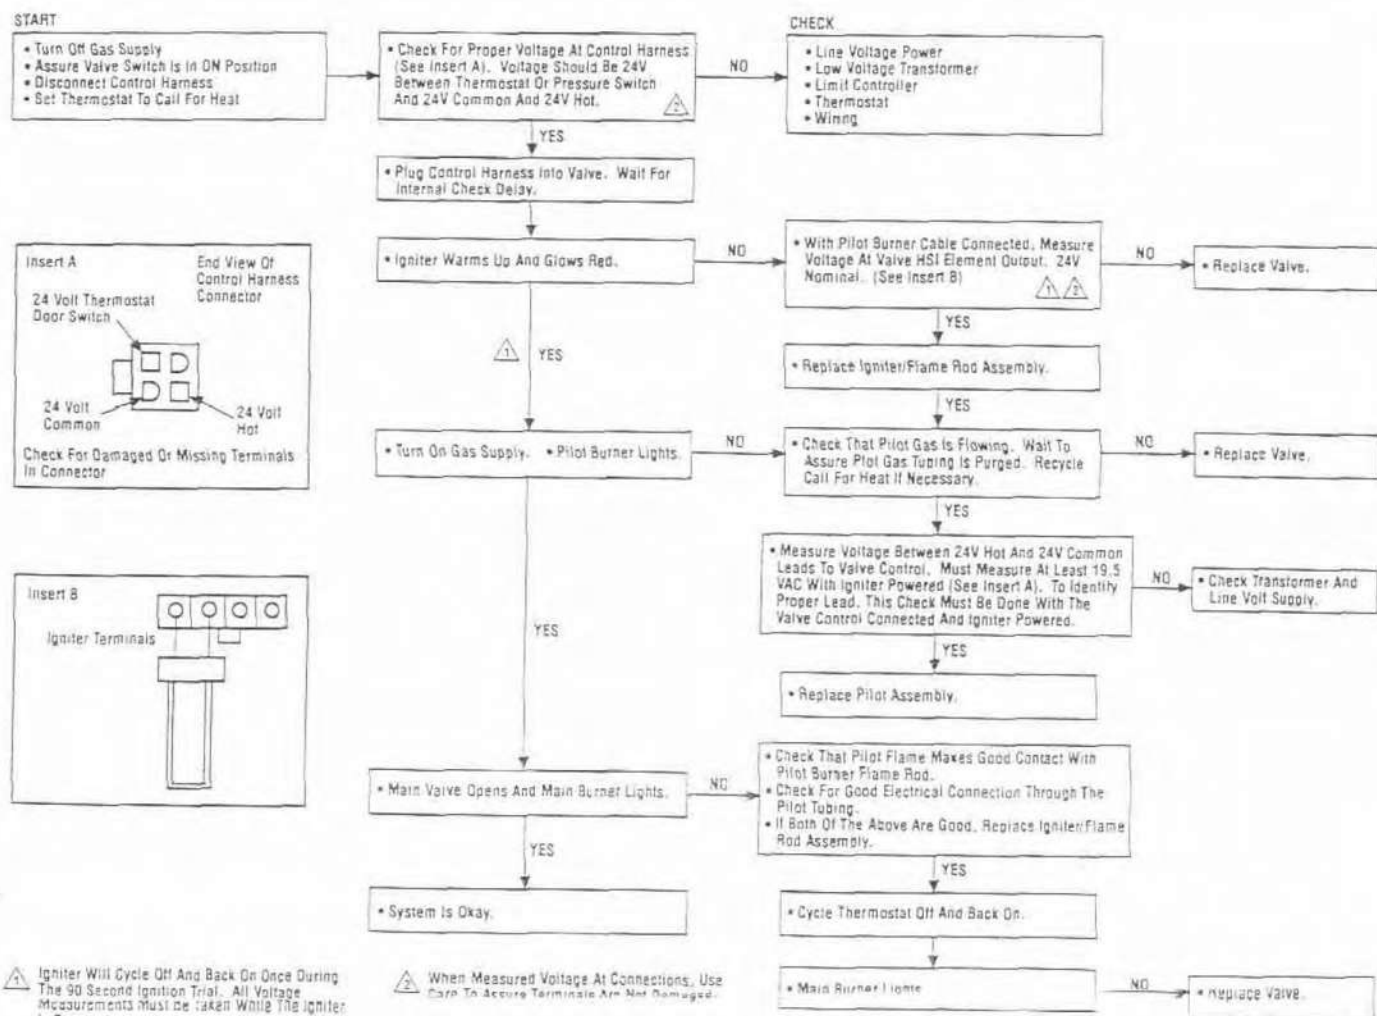 START
• Turn Off Gas Supply
• Assure Valve Switch Is In ON Position
• Disconnect Control Harness
• Set Thermostat To Call For Heat
• Check For Proper Voltage At Control Harness
(See Insert A). Voltage Should Be 24V
Between Thermostat Or Pressure Switch
And 24V Common And 24V Hot.
2
NO
CHECK
• Line Voltage Power
• Low Voltage Transformer
• Limit Controller
• Thermostat
• Wiring
YES
• Plug Control Harness Into Valve. Wait For
Internal Check Delay.
• Igniter Warms Up And Glows Red.
NO
• With Pilot Burner Cable Connected, Measure
Voltage At Valve HSI Element Output. 24V
Nominal. (See Insert B)
1 2
NO
• Replace Valve.
YES
• Replace Igniter/Flame Rod Assembly.
YES
1 YES
• Turn On Gas Supply. • Pilot Burner Lights.
NO
• Check That Pilot Gas Is Flowing. Wait To
Assure Plot Gas Tubing Is Purged. Recycle
Call For Heat If Necessary.
NO
• Replace Valve.
YES
• Measure Voltage Between 24V Hot And 24V Common
Leads To Valve Control. Must Measure At Least 19.5
VAC With Igniter Powered (See Insert A). To Identify
Proper Lead, This Check Must Be Done With The
Valve Control Connected And Igniter Powered.
NO
• Check Transformer And
Line Volt Supply.
YES
• Replace Pilot Assembly.
YES
• Main Valve Opens And Main Burner Lights.
NO
• Check That Pilot Flame Makes Good Contact With
Pilot Burner Flame Rod.
• Check For Good Electrical Connection Through The
Pilot Tubing.
• If Both Of The Above Are Good, Replace Igniter/Flame
Rod Assembly.
YES
• System Is Okay.
YES
• Cycle Thermostat Off And Back On.
• Main Burner Lights
NO
• Replace Valve.
Insert A
End View Of
Control Harness
Connector
24 Volt Thermostat
Door Switch
24 Volt
Common
24 Volt
Hot
Check For Damaged Or Missing Terminals
In Connector
Insert B
Igniter Terminals
1 Igniter Will Cycle Off And Back On Once During
The 90 Second Ignition Trial. All Voltage
Measurements Must Be Taken While The Igniter
2 When Measured Voltage At Connections, Use
Care To Assure Terminals Are Not Damaged.